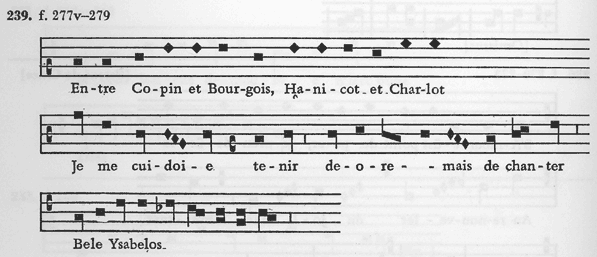 239. f. 277v–279
En-tre Co-pin et Bour-gois, Ha-ni-cot et Char-lot
Je me cui-doi-e te-nir de-o-re-mais de chan-ter
Bele Ysabelos